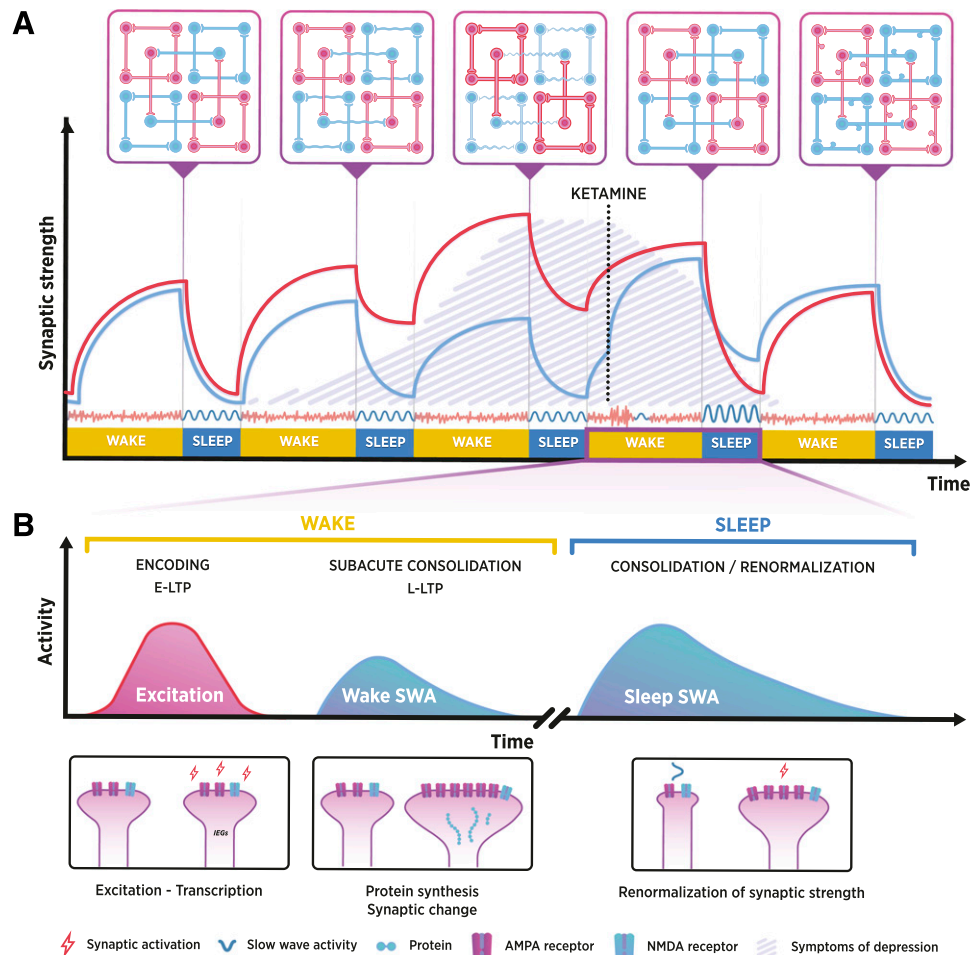 A
KETAMINE
Synaptic strength
WAKE SLEEP WAKE SLEEP WAKE SLEEP WAKE SLEEP WAKE SLEEP
Time
B
WAKE SLEEP
ENCODING
E-LTP
SUBACUTE CONSOLIDATION
L-LTP
CONSOLIDATION / RENORMALIZATION
Activity
Excitation
Wake SWA
Sleep SWA
Time
IEGs
Excitation - Transcription
Protein synthesis
Synaptic change
Renormalization of synaptic strength
Synaptic activation Slow wave activity Protein AMPA receptor NMDA receptor Symptoms of depression